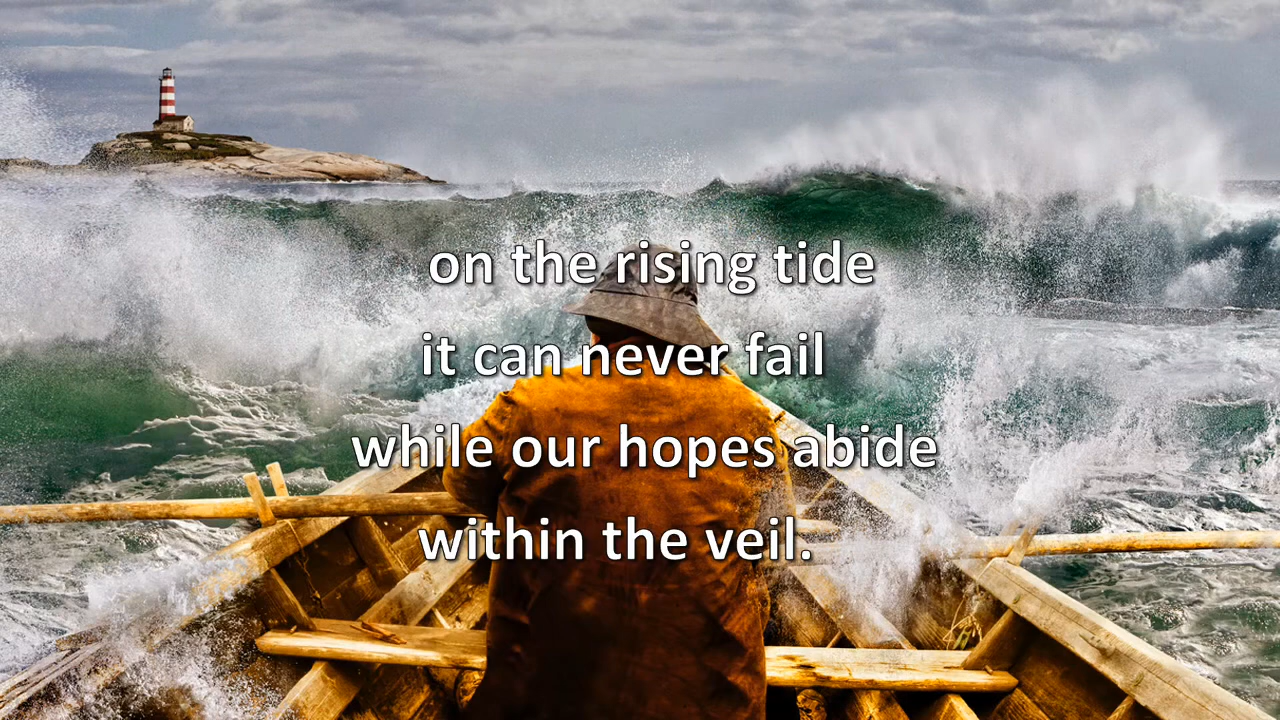 on the rising tide
it can never fail
while our hopes abide
within the veil.